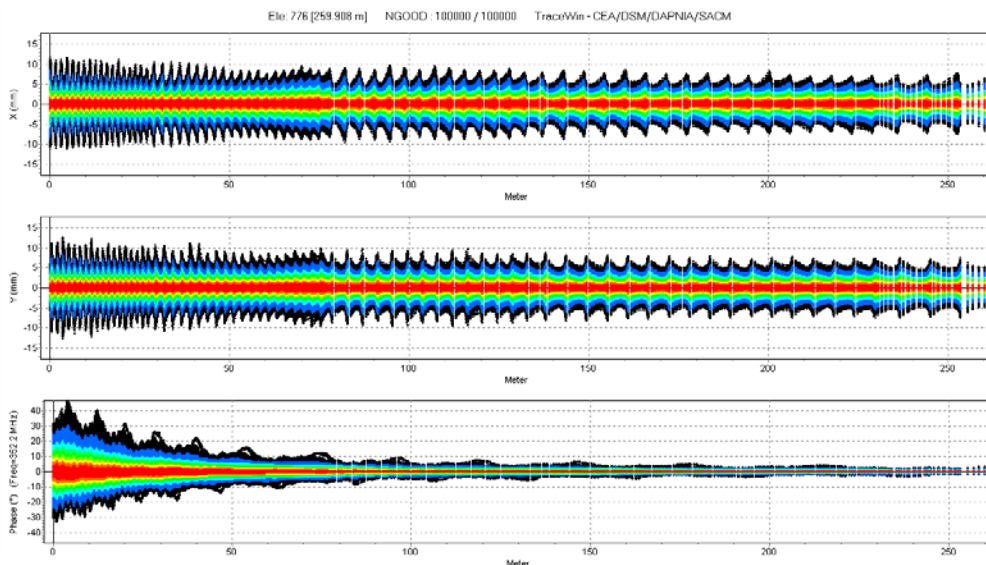 Ele: 776 [259.908 m] NGOOD : 100000 / 100000 TraceWin - CEA/DSM/DAPNIA/SACM
X (mm)
15
10
5
0
-5
-10
-15
0 50 100 150 200 250
Meter
Y (mm)
15
10
5
0
-5
-10
-15
0 50 100 150 200 250
Meter
Phase (°) (Freq=352.2 MHz)
40
30
20
10
0
-10
-20
-30
-40
0 50 100 150 200 250
Meter